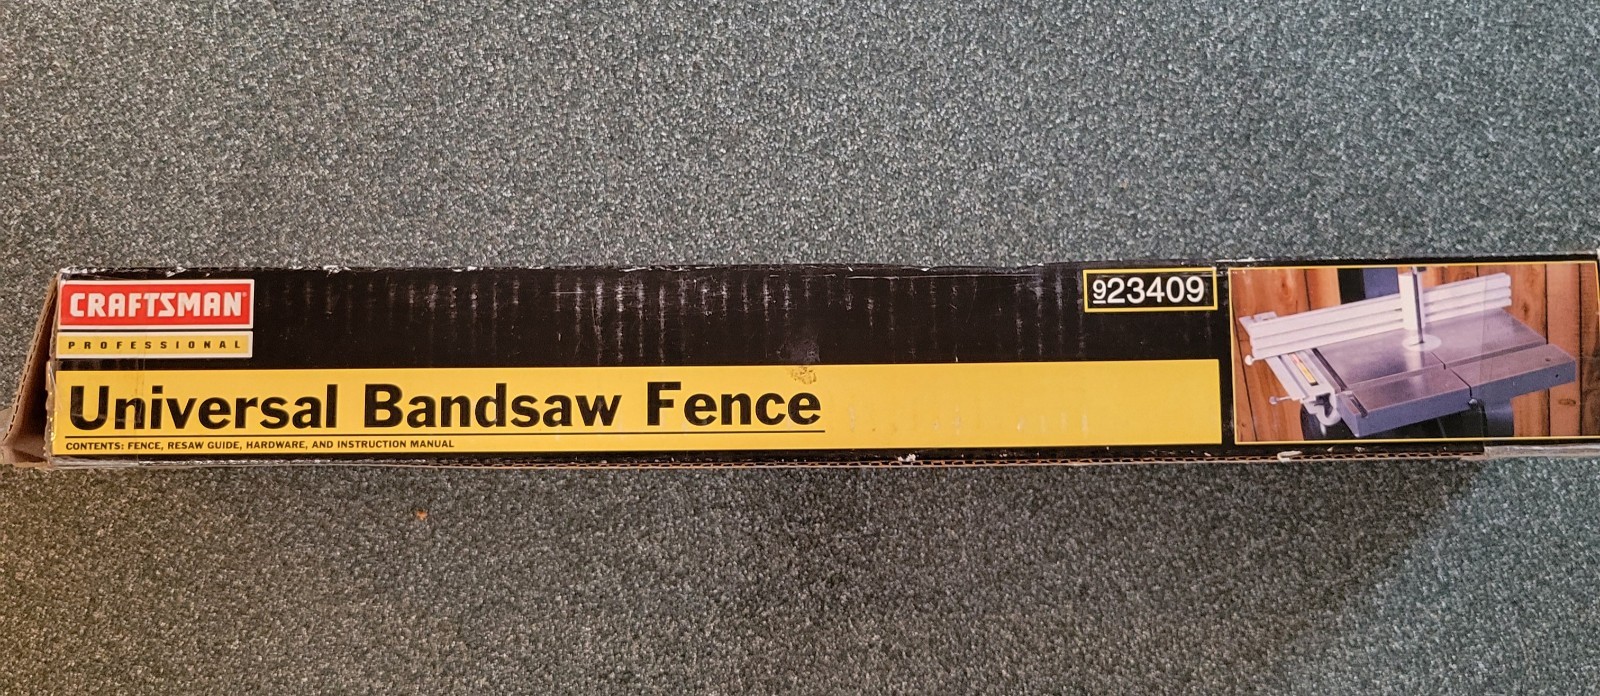 CRAFTSMAN®
PROFESSIONAL
923409
Universal Bandsaw Fence
CONTENTS: FENCE, RESAW GUIDE, HARDWARE, AND INSTRUCTION MANUAL